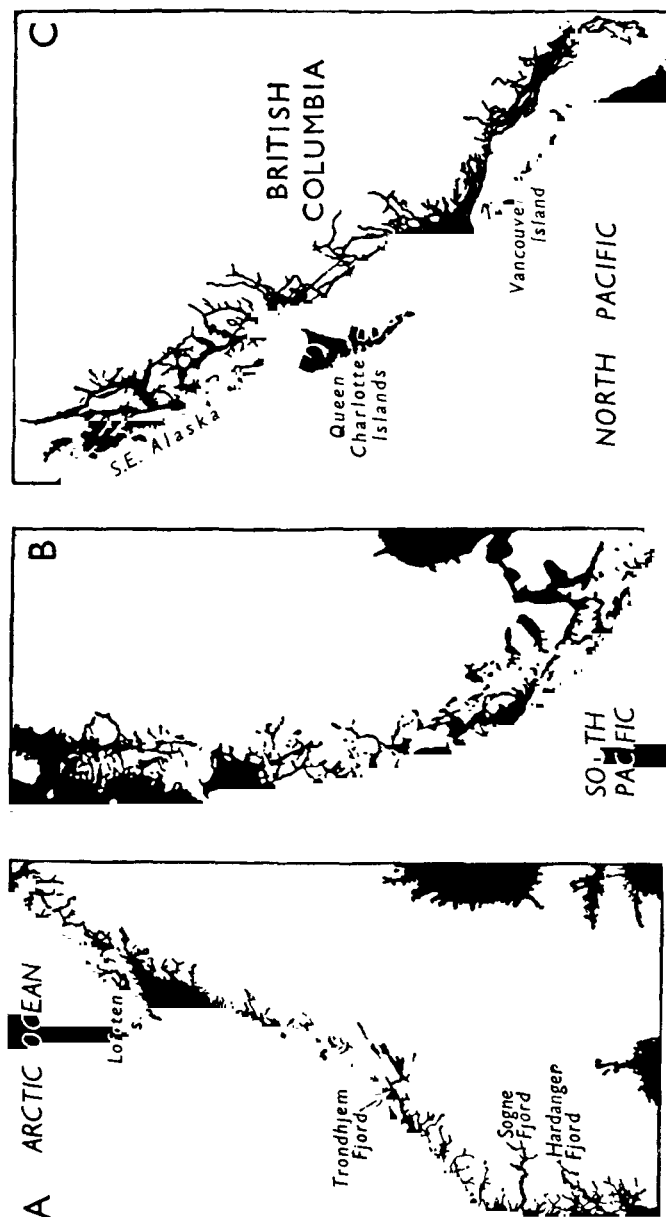 A
ARCTIC OCEAN
Trondhjem
Fjord
Sogne
Fjord
Hardanger
Fjord
B
PACIFIC
C
BRITISH
COLUMBIA
S.E. Alaska
Queen
Charlotte
Islands
Vancouver
Island
NORTH PACIFIC